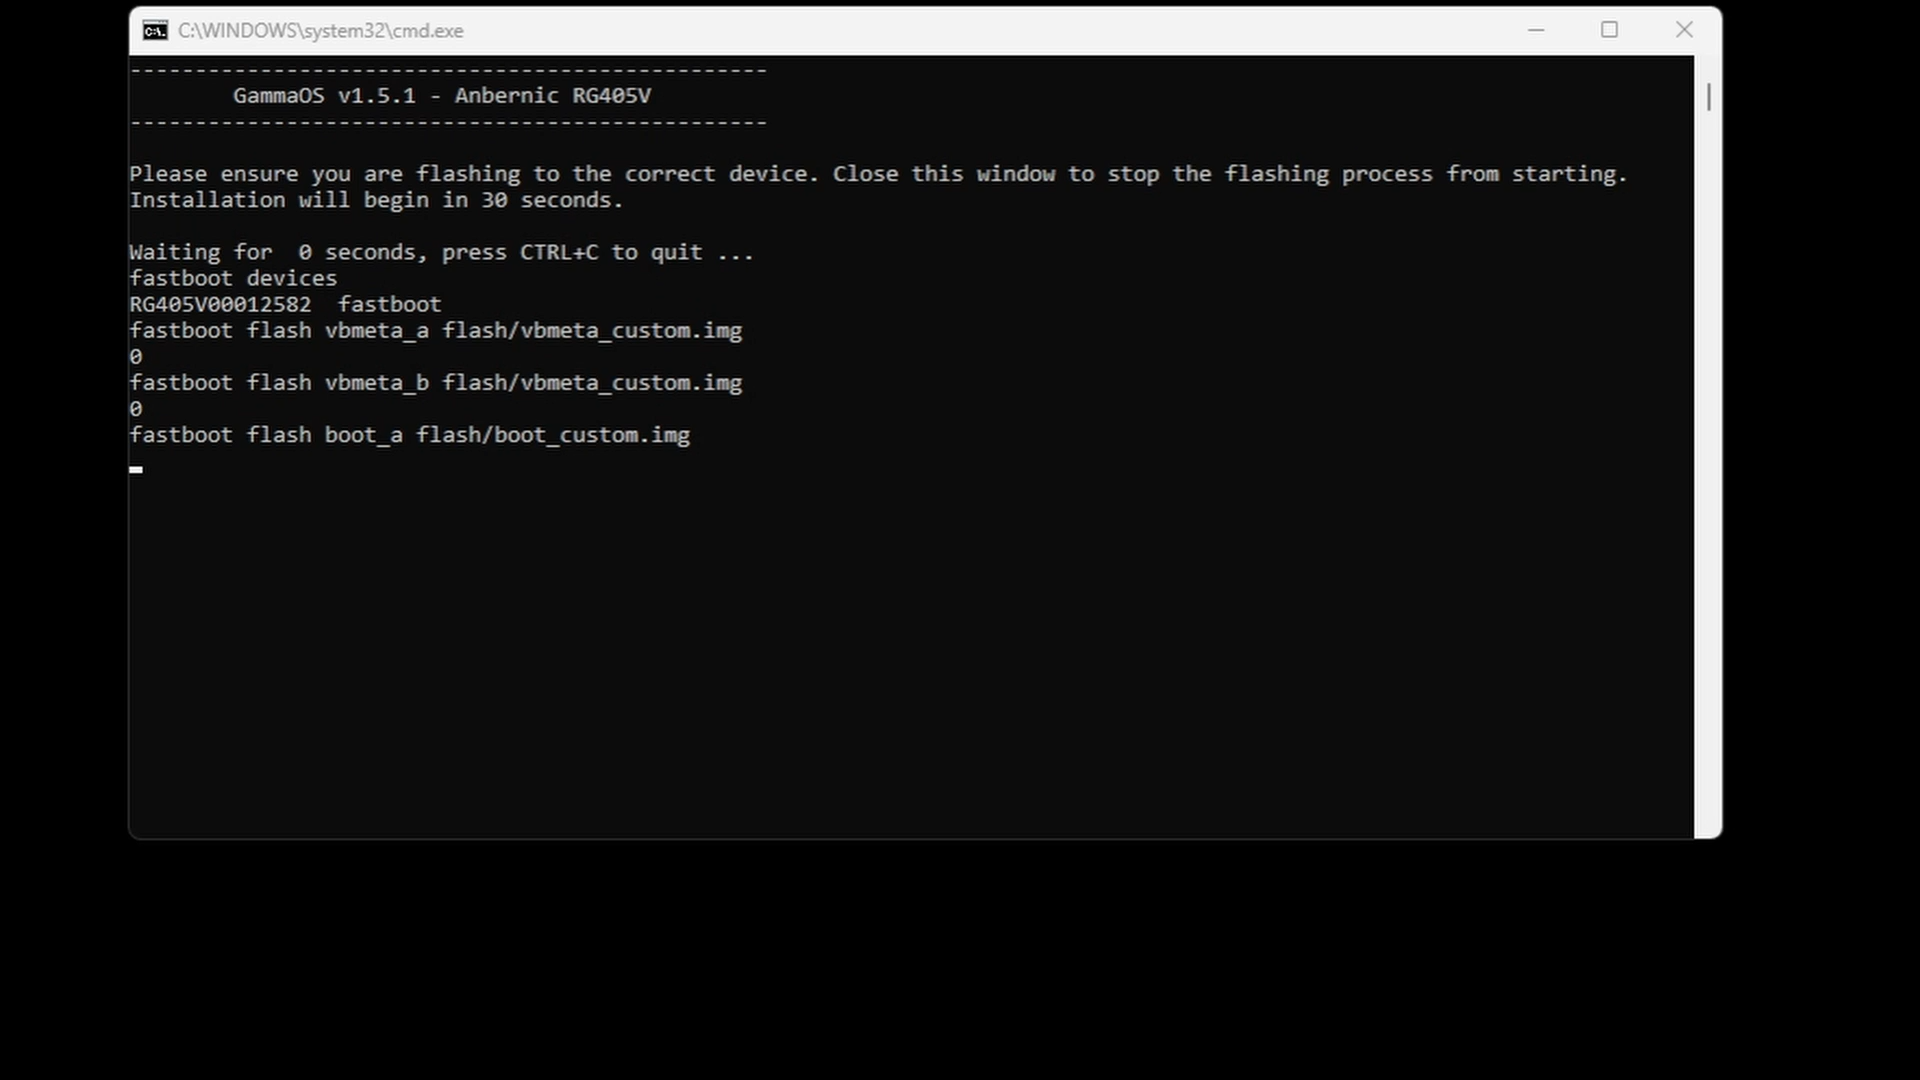 C:\WINDOWS\system32\cmd.exe
-------------------------------------------------
GammaOS v1.5.1 - Anbernic RG405V
-------------------------------------------------
Please ensure you are flashing to the correct device. Close this window to stop the flashing process from starting.
Installation will begin in 30 seconds.
Waiting for  0 seconds, press CTRL+C to quit ...
fastboot devices
RG405V00012582  fastboot
fastboot flash vbmeta_a flash/vbmeta_custom.img
0
fastboot flash vbmeta_b flash/vbmeta_custom.img
0
fastboot flash boot_a flash/boot_custom.img